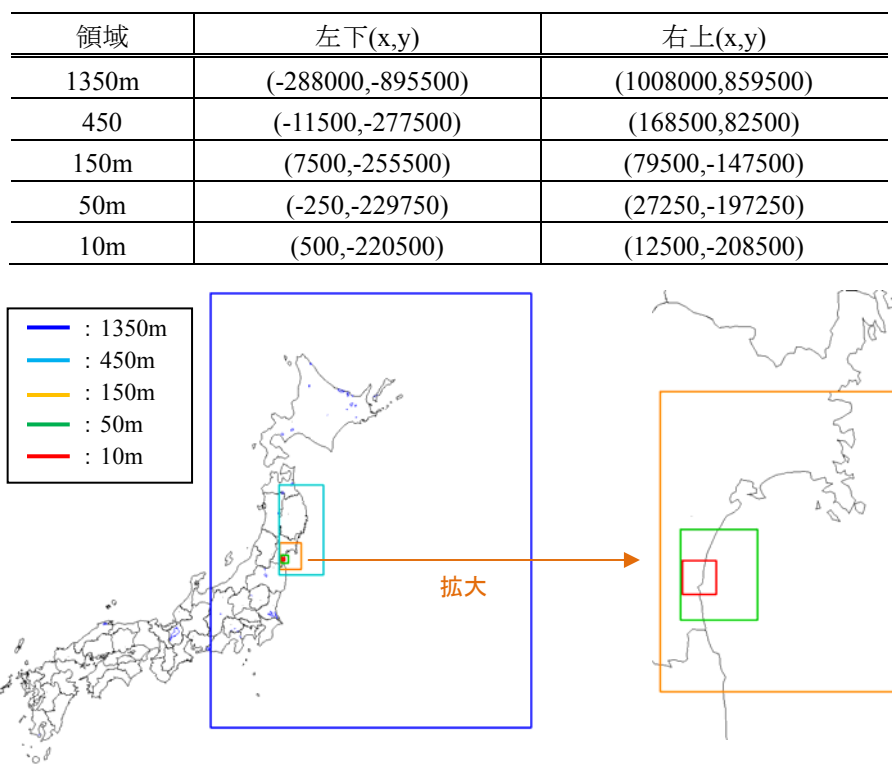 領域 左下(x,y) 右上(x,y)
1350m (-288000,-895500) (1008000,859500)
450 (-11500,-277500) (168500,82500)
150m (7500,-255500) (79500,-147500)
50m (-250,-229750) (27250,-197250)
10m (500,-220500) (12500,-208500)
：1350m
：450m
：150m
：50m
：10m
拡大